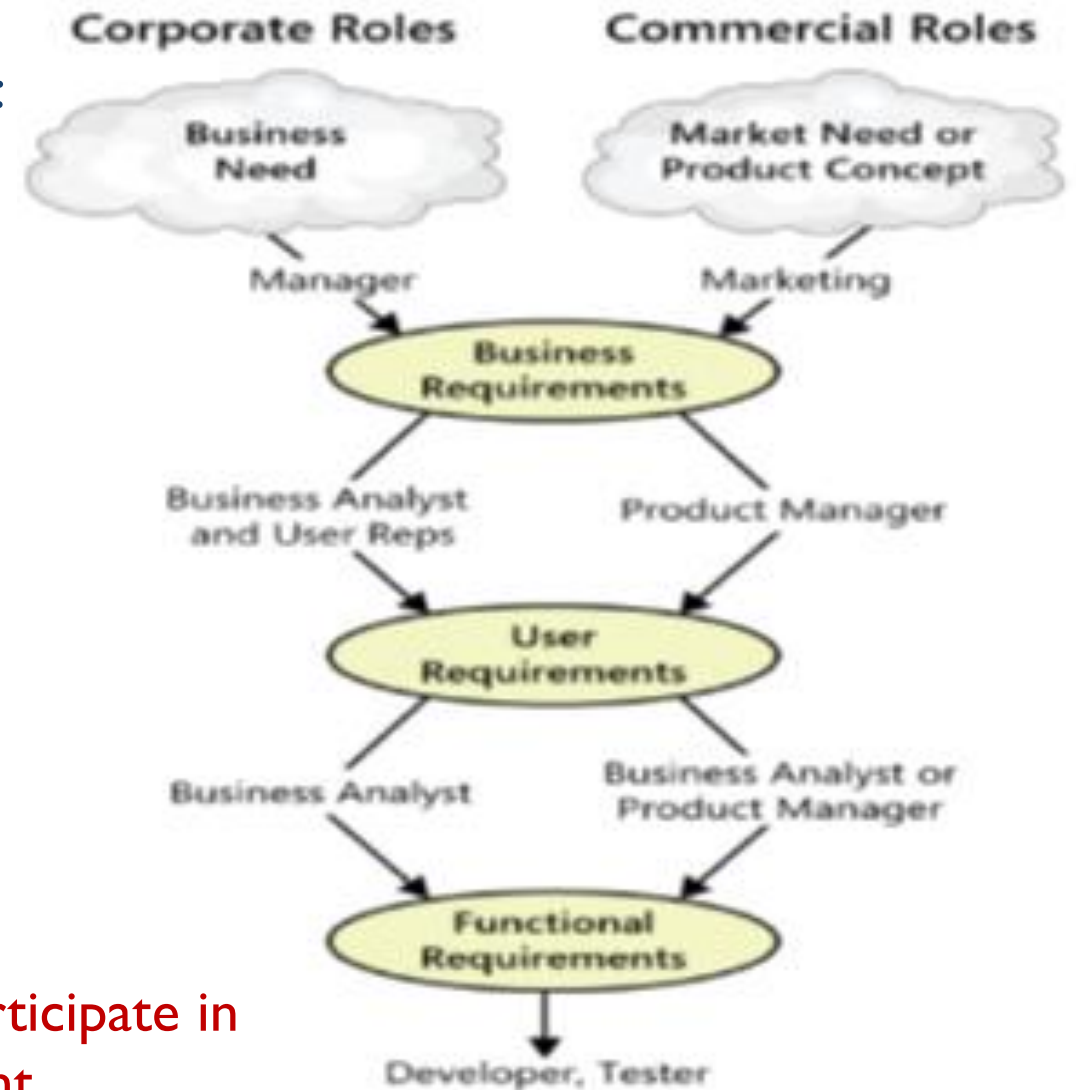 Corporate Roles
Commercial Roles
:
Business
Need
Market Need or
Product Concept
Manager
Marketing
Business
Requirements
Business Analyst
and User Reps
Product Manager
User
Requirements
Business Analyst
Business Analyst or
Product Manager
Functional
Requirements
rticipate in
nt
Developer, Tester